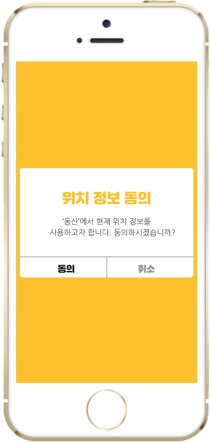 위치 정보 동의
'동산'에서 현재 위치 정보를
사용하고자 합니다. 동의하시겠습니까?
동의
취소